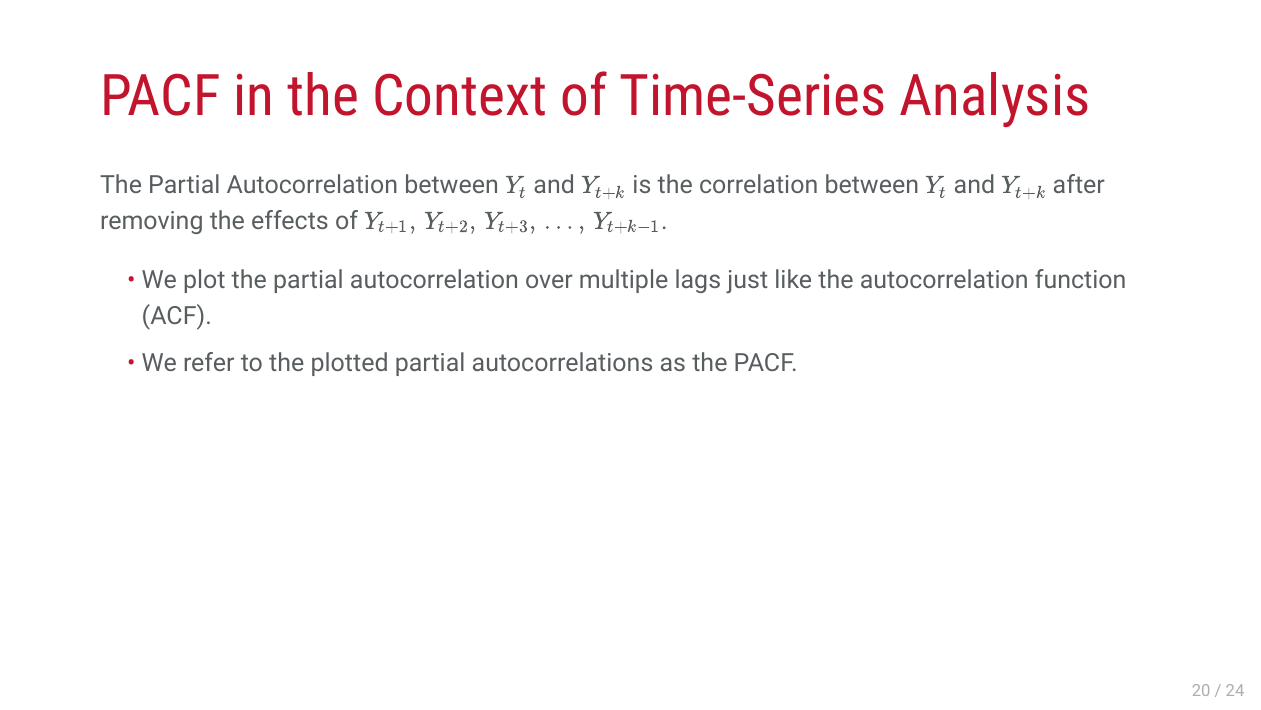 PACF in the Context of Time-Series Analysis
The Partial Autocorrelation between Yₜ and Yₜ₊ₖ is the correlation between Yₜ and Yₜ₊ₖ after
removing the effects of Yₜ₊₁, Yₜ₊₂, Yₜ₊₃, . . . , Yₜ₊ₖ₋₁.
• We plot the partial autocorrelation over multiple lags just like the autocorrelation function
(ACF).
• We refer to the plotted partial autocorrelations as the PACF.
20 / 24